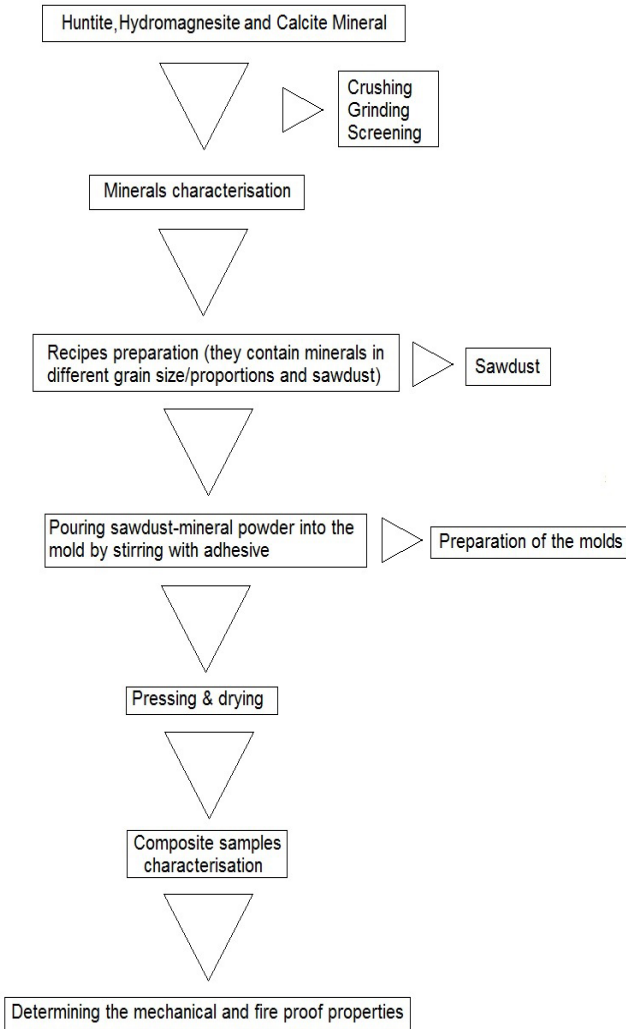 Huntite,Hydromagnesite and Calcite Mineral
Crushing
Grinding
Screening
Minerals characterisation
Recipes preparation (they contain minerals in
different grain size/proportions and sawdust)
Sawdust
Pouring sawdust-mineral powder into the
mold by stirring with adhesive
Preparation of the molds
Pressing & drying
Composite samples
characterisation
Determining the mechanical and fire proof properties